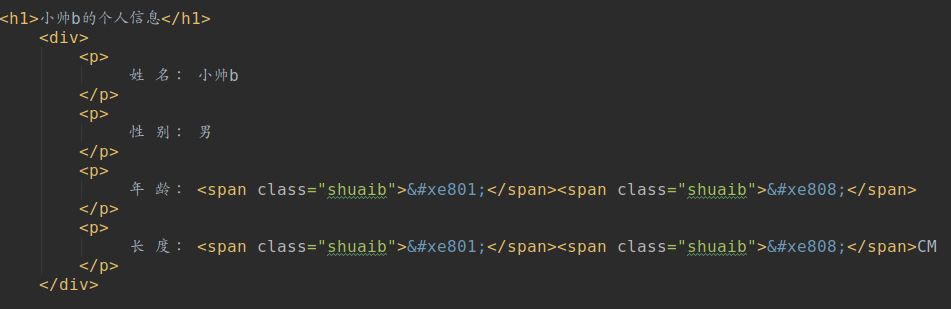 <h1>小帅b的个人信息</h1>
<div>
<p>
姓 名： 小帅b
</p>
<p>
性 别： 男
</p>
<p>
年 龄： <span class="shuaib">&#xe801;</span><span class="shuaib">&#xe808;</span>
</p>
<p>
长 度： <span class="shuaib">&#xe801;</span><span class="shuaib">&#xe808;</span>CM
</p>
</div>